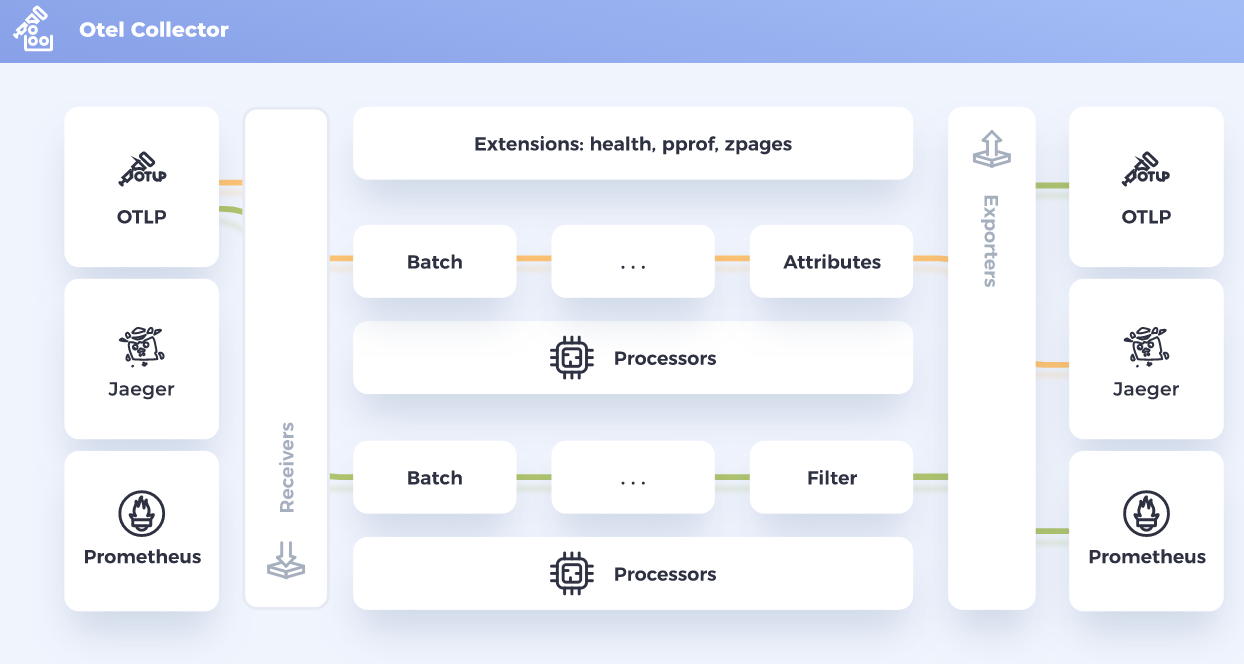 Otel Collector
OTLP
OTLP
Jaeger
Prometheus
Receivers
Extensions: health, pprof, zpages
Batch
. . .
Attributes
Processors
Batch
. . .
Filter
Processors
Exporters
OTLP
OTLP
Jaeger
Prometheus